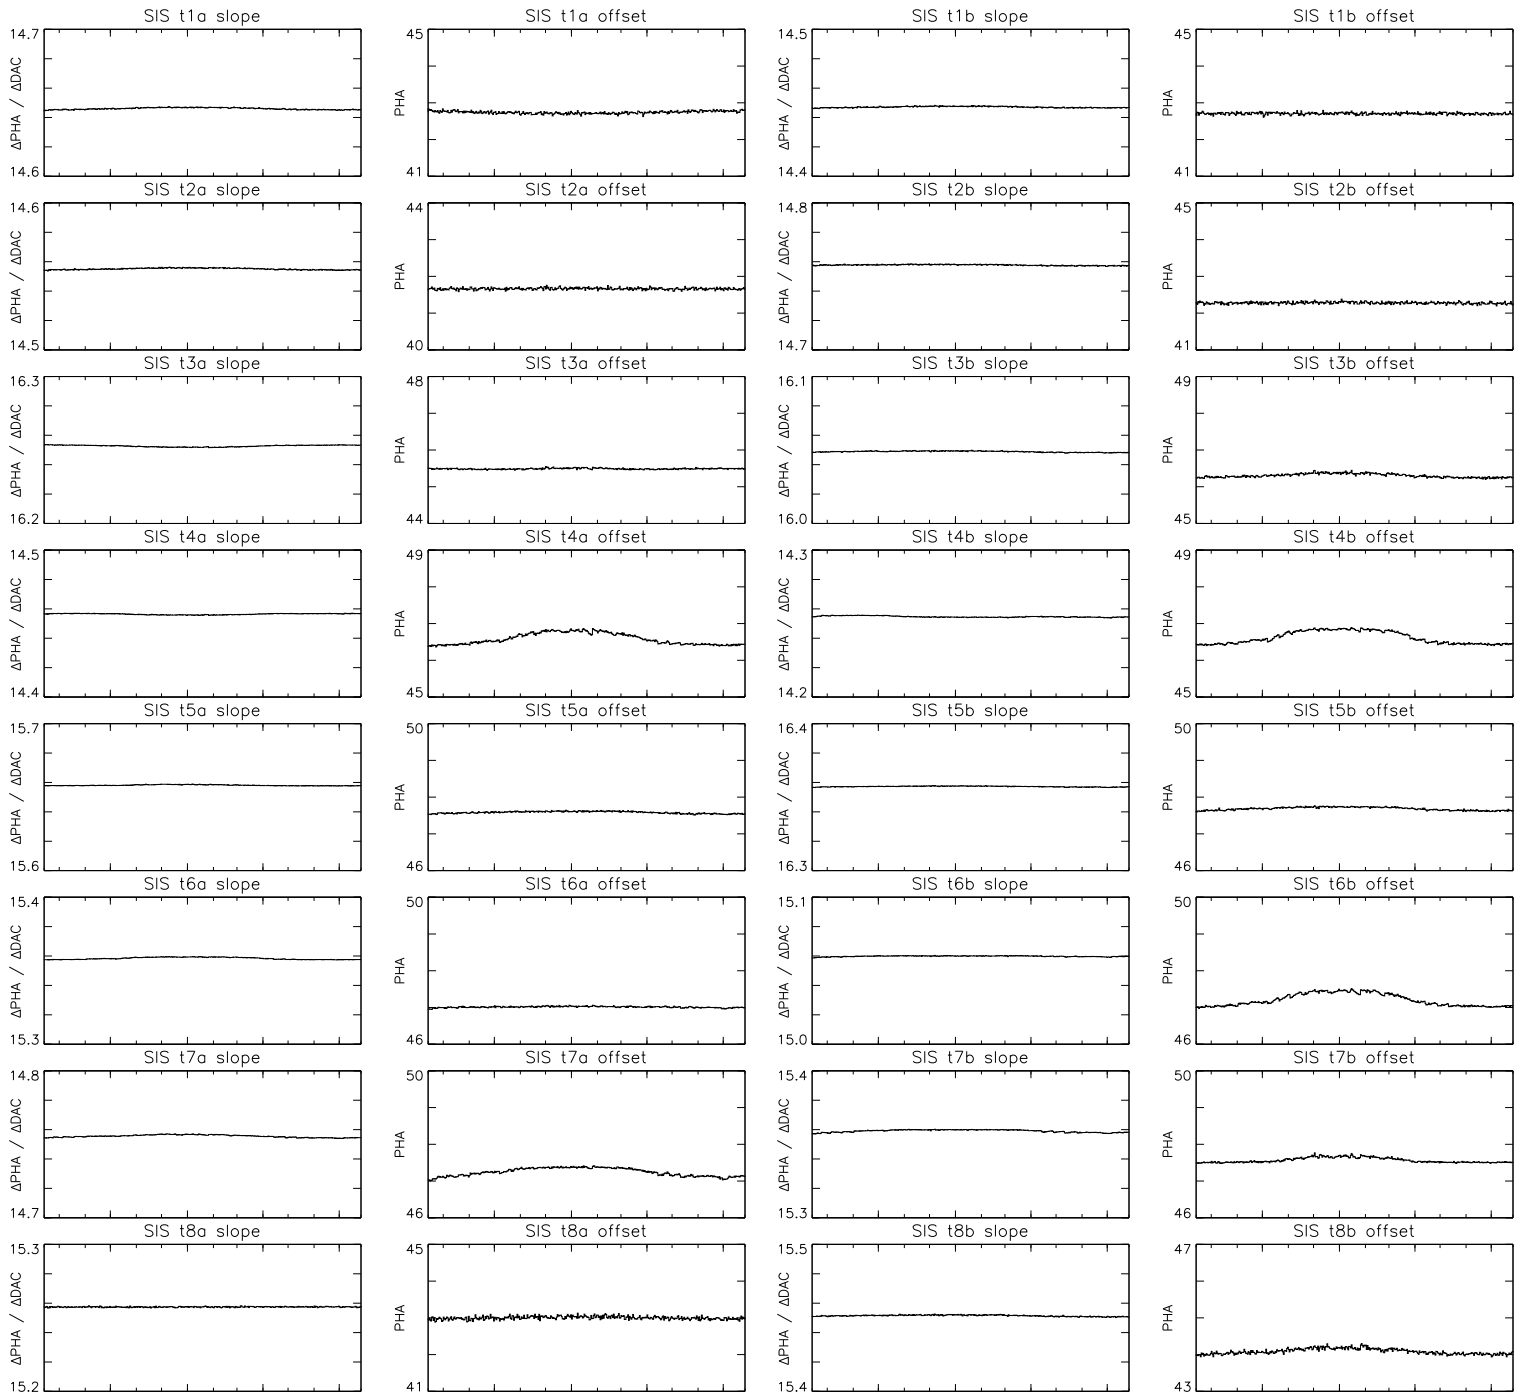 SIS t1a slope
SIS t1a offset
SIS t1b slope
SIS t1b offset
14.7
14.6
ΔPHA / ΔDAC
45
41
PHA
14.5
14.4
ΔPHA / ΔDAC
45
41
PHA
SIS t2a slope
SIS t2a offset
SIS t2b slope
SIS t2b offset
14.6
14.5
ΔPHA / ΔDAC
44
40
PHA
14.8
14.7
ΔPHA / ΔDAC
45
41
PHA
SIS t3a slope
SIS t3a offset
SIS t3b slope
SIS t3b offset
16.3
16.2
ΔPHA / ΔDAC
48
44
PHA
16.1
16.0
ΔPHA / ΔDAC
49
45
PHA
SIS t4a slope
SIS t4a offset
SIS t4b slope
SIS t4b offset
14.5
14.4
ΔPHA / ΔDAC
49
45
PHA
14.3
14.2
ΔPHA / ΔDAC
49
45
PHA
SIS t5a slope
SIS t5a offset
SIS t5b slope
SIS t5b offset
15.7
15.6
ΔPHA / ΔDAC
50
46
PHA
16.4
16.3
ΔPHA / ΔDAC
50
46
PHA
SIS t6a slope
SIS t6a offset
SIS t6b slope
SIS t6b offset
15.4
15.3
ΔPHA / ΔDAC
50
46
PHA
15.1
15.0
ΔPHA / ΔDAC
50
46
PHA
SIS t7a slope
SIS t7a offset
SIS t7b slope
SIS t7b offset
14.8
14.7
ΔPHA / ΔDAC
50
46
PHA
15.4
15.3
ΔPHA / ΔDAC
50
46
PHA
SIS t8a slope
SIS t8a offset
SIS t8b slope
SIS t8b offset
15.3
15.2
ΔPHA / ΔDAC
45
41
PHA
15.5
15.4
ΔPHA / ΔDAC
47
43
PHA